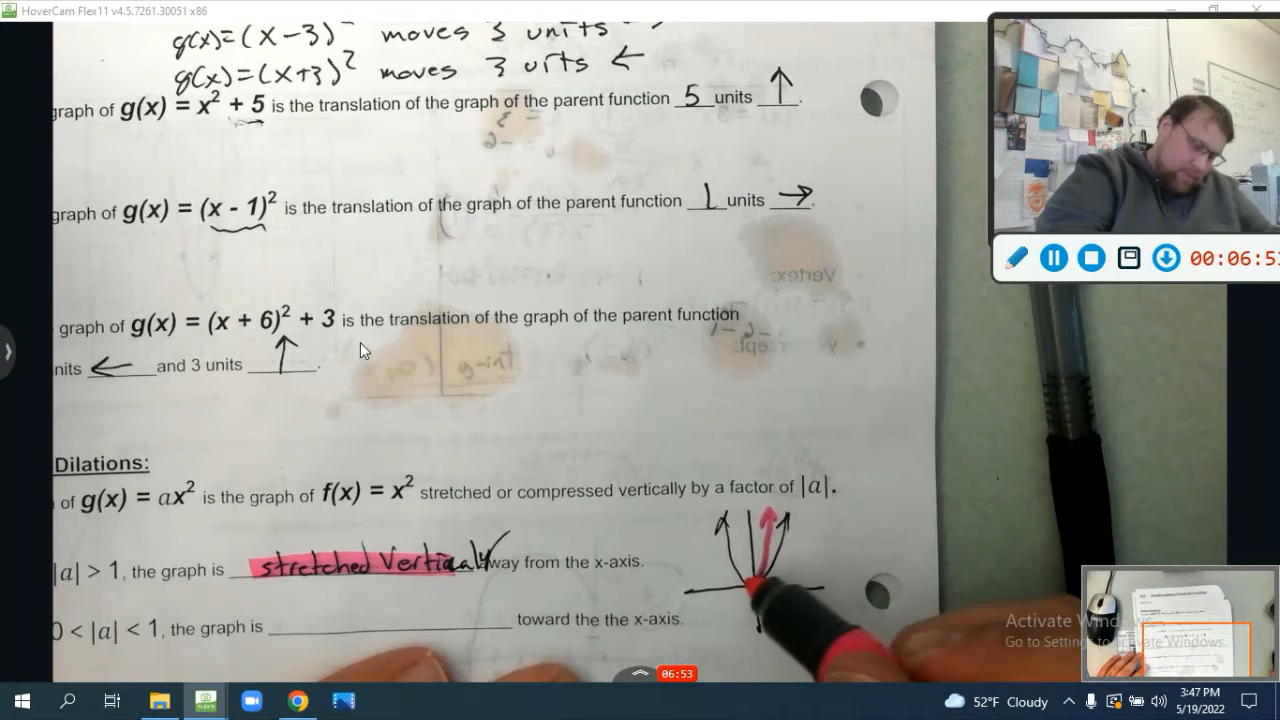 HoverCam Flex11 v4.5.7261.30051 x86
g(x)=(x-3)² moves 3 units
g(x)=(x+3)² moves 3 uits ←
graph of g(x) = x² + 5 is the translation of the graph of the parent function 5 units ↑.
graph of g(x) = (x - 1)² is the translation of the graph of the parent function 1 units →.
graph of g(x) = (x + 6)² + 3 is the translation of the graph of the parent function
nits ← and 3 units ↑.
Dilations:
of g(x) = ax² is the graph of f(x) = x² stretched or compressed vertically by a factor of |a|.
|a| > 1, the graph is stretched Vertically away from the x-axis.
0 < |a| < 1, the graph is ____ toward the the x-axis.
00:06:53
Activate Windows
Go to Settings to activate Windows.
06:53
52°F Cloudy
3:47 PM
5/19/2022